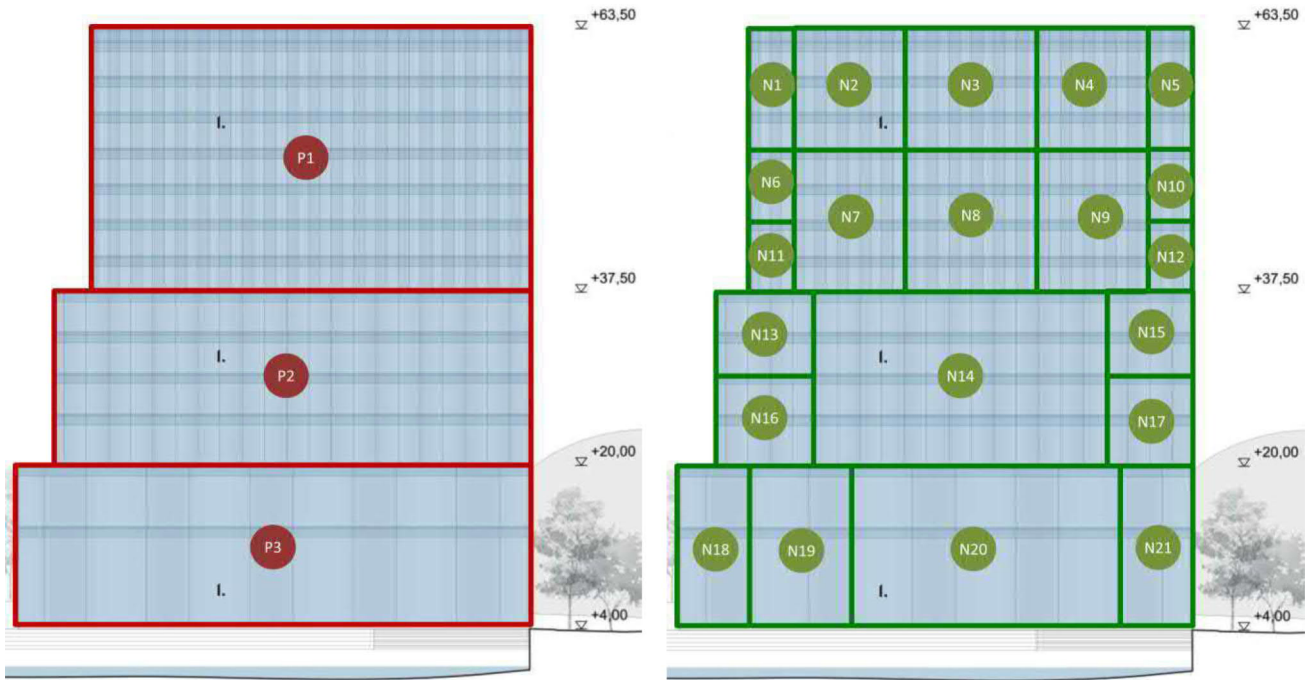 +63,50
I.
P1
+37,50
I.
P2
+20,00
P3
I.
+4,00
+63,50
N1 N2 N3 N4 N5
I.
N6 N7 N8 N9 N10
N11 N12
+37,50
N13 N14 N15
I.
N16 N17
+20,00
N18 N19 N20 N21
I.
+4,00